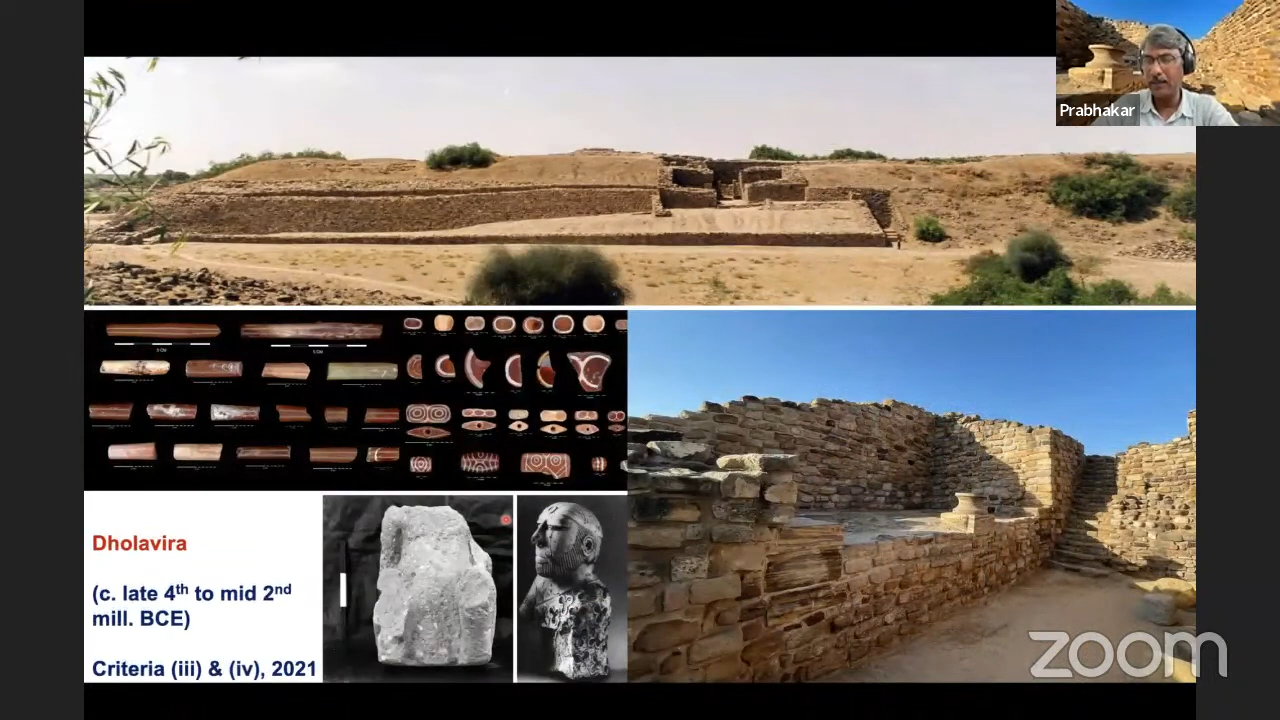 Prabhakar
Dholavira
(c. late 4th to mid 2nd
mill. BCE)
Criteria (iii) & (iv), 2021
zoom